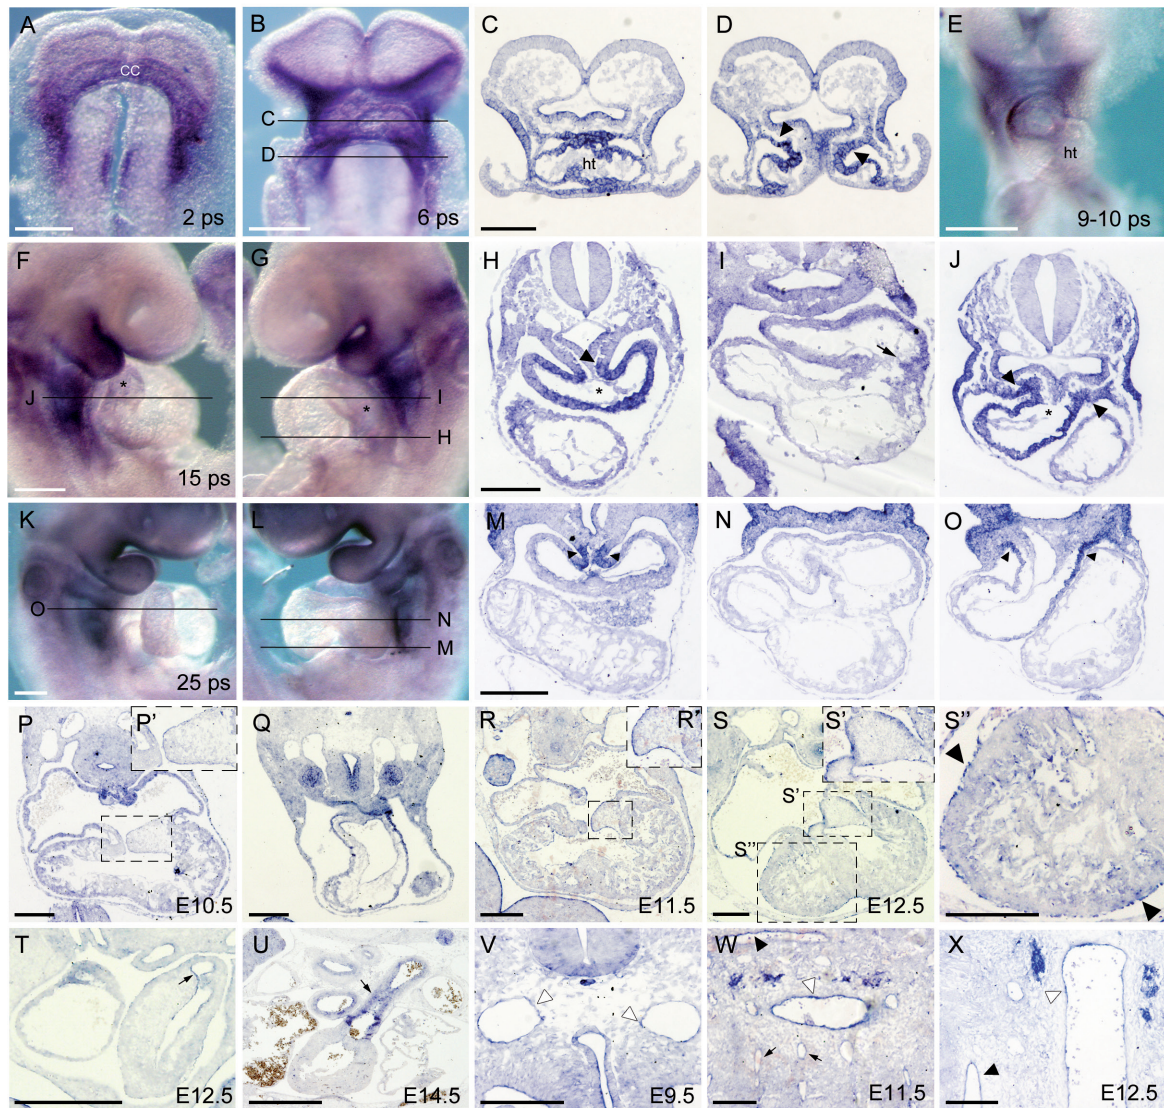 A
cc
2 ps
B
C
D
6 ps
C
ht
D
E
ht
9-10 ps
F
J
*
15 ps
G
I
*
H
H
*
I
J
*
K
O
25 ps
L
N
M
M
N
O
P
P'
E10.5
Q
R
R'
E11.5
S
S'
S'
S"
E12.5
S"
T
E12.5
U
E14.5
V
E9.5
W
E11.5
X
E12.5